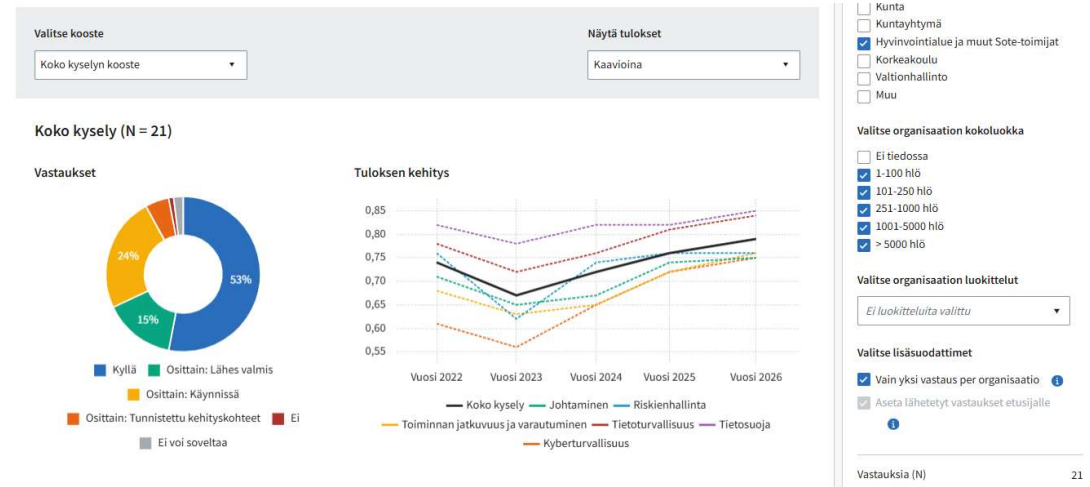 Valitse kooste
Näytä tulokset
Koko kyselyn kooste
Kaavioina
Koko kysely (N = 21)
Vastaukset
53%
15%
24%
Kyllä
Osittain: Lähes valmis
Osittain: Käynnissä
Osittain: Tunnistettu kehityskohteet
Ei
Ei voi soveltaa
Tuloksen kehitys
0,85
0,80
0,75
0,70
0,65
0,60
0,55
Vuosi 2022 Vuosi 2023 Vuosi 2024 Vuosi 2025 Vuosi 2026
Koko kysely Johtaminen Riskienhallinta
Toiminnan jatkuvuus ja varautuminen Tietoturvallisuus Tietosuoja
Kyberturvallisuus
Kunta
Kuntayhtymä
Hyvinvointialue ja muut Sote-toimijat
Korkeakoulu
Valtionhallinto
Muu
Valitse organisaation kokoluokka
Ei tiedossa
1-100 hlö
101-250 hlö
251-1000 hlö
1001-5000 hlö
> 5000 hlö
Valitse organisaation luokittelut
Ei luokitteluita valittu
Valitse lisäsuodattimet
Vain yksi vastaus per organisaatio
Aseta lähetetyt vastaukset etusijalle
Vastauksia (N) 21